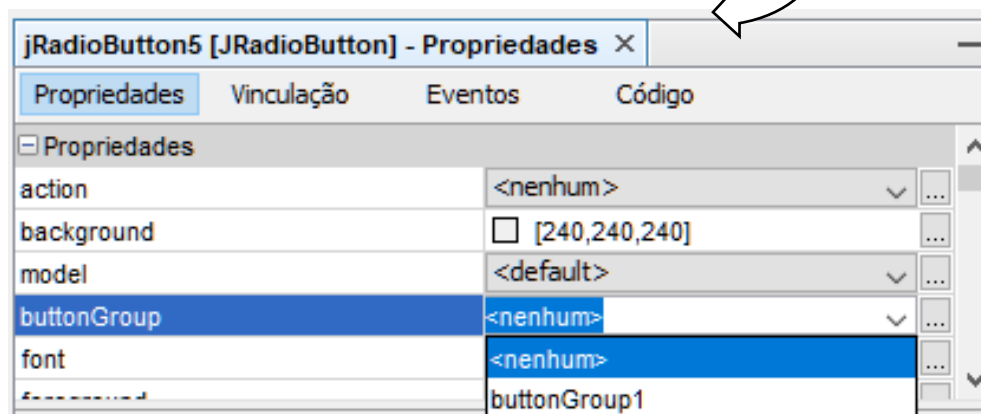 jRadioButton5 [JRadioButton] - Propriedades ×
Propriedades Vinculação Eventos Código
Propriedades
action <nenhum> ...
background [240,240,240] ...
model <default> ...
buttonGroup <nenhum> ...
font <nenhum> ...
foreground buttonGroup1